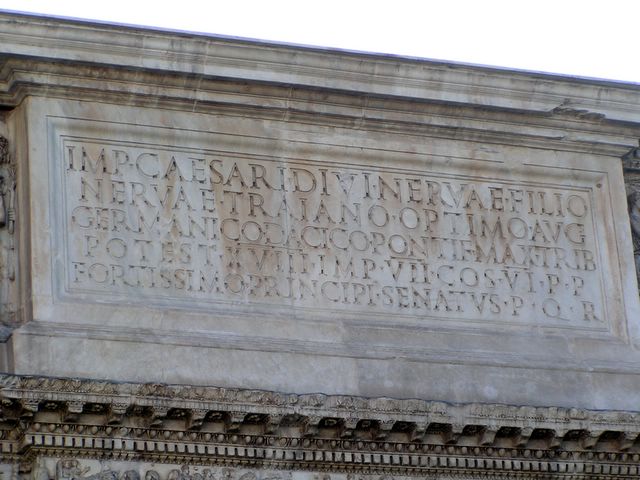 IMP·CAESARI·DIVI·NERVAE·FILIO
NERVAE·TRAIANO·OPTIMO·AVG
GERMANICO·DACICO·PONTIF·MAX·TRIB
POTEST·XVIII·IMP·VII·COS·VI·P·P
FORTISSIMO·PRINCIPI·SENATVS·P·Q·R